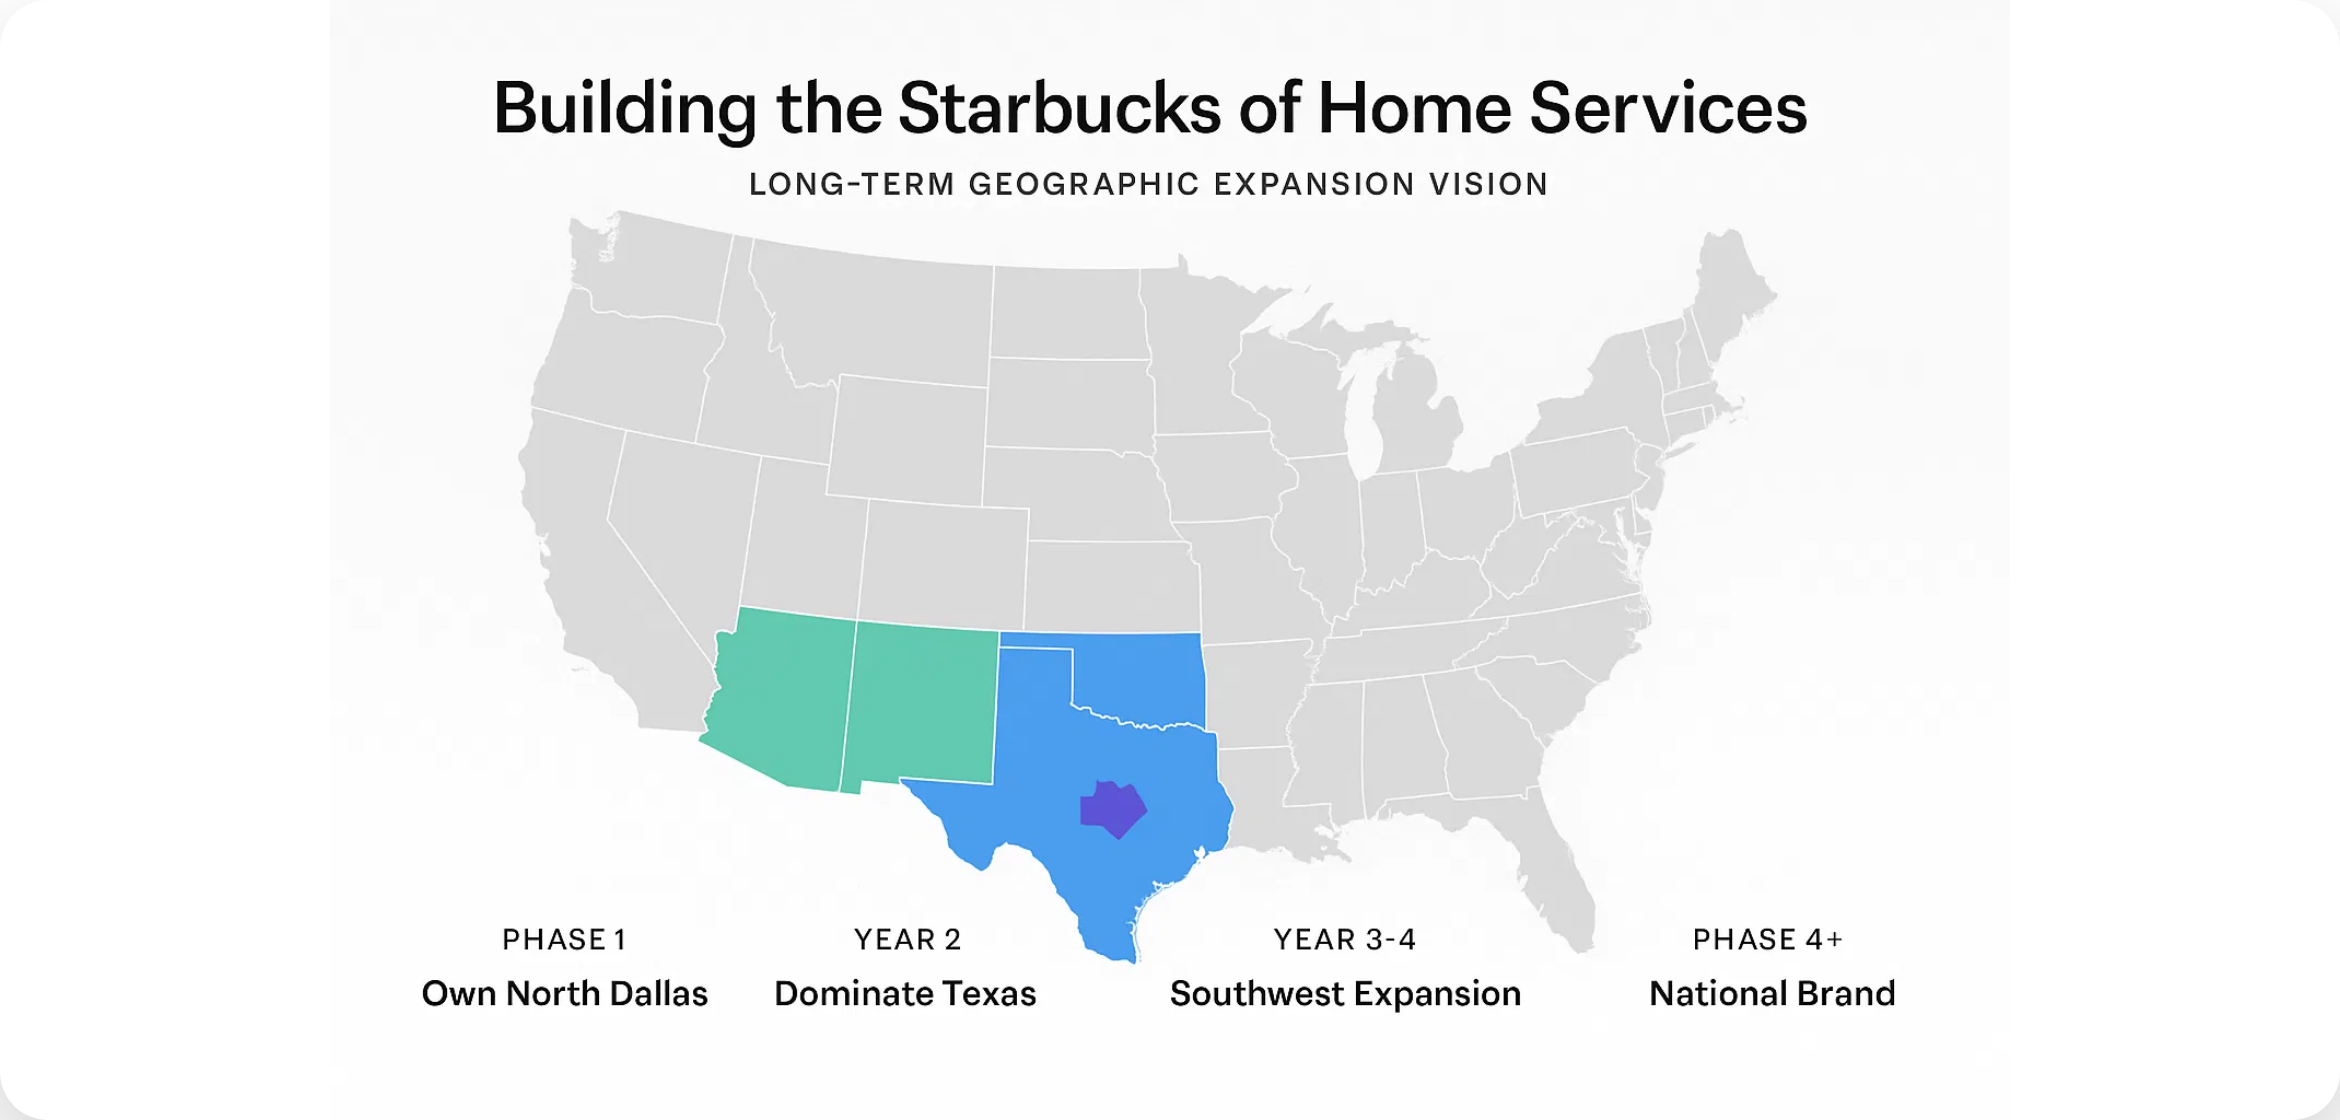 Building the Starbucks of Home Services
LONG-TERM GEOGRAPHIC EXPANSION VISION
PHASE 1
Own North Dallas
YEAR 2
Dominate Texas
YEAR 3-4
Southwest Expansion
PHASE 4+
National Brand